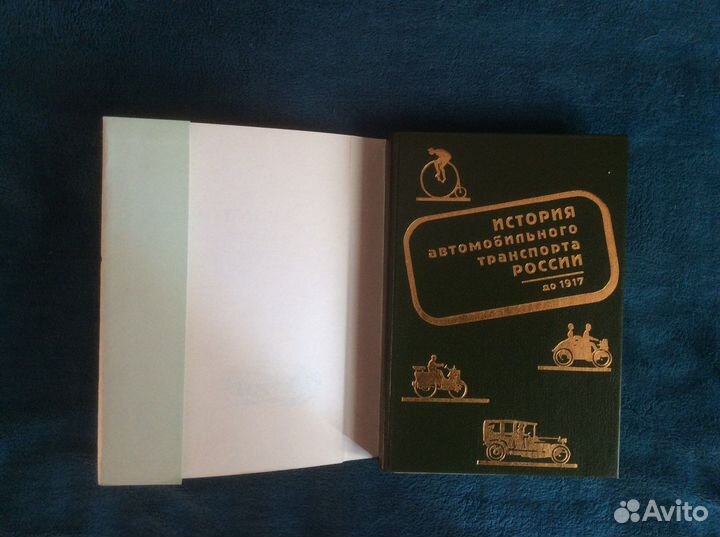 ИСТОРИЯ
автомобильного
транспорта
РОССИИ
до 1917
Avito